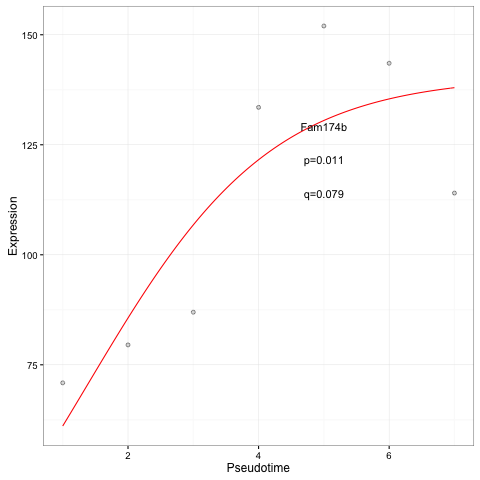 150
125
100
75
Expression
Fam174b
p=0.011
q=0.079
2 4 6
Pseudotime